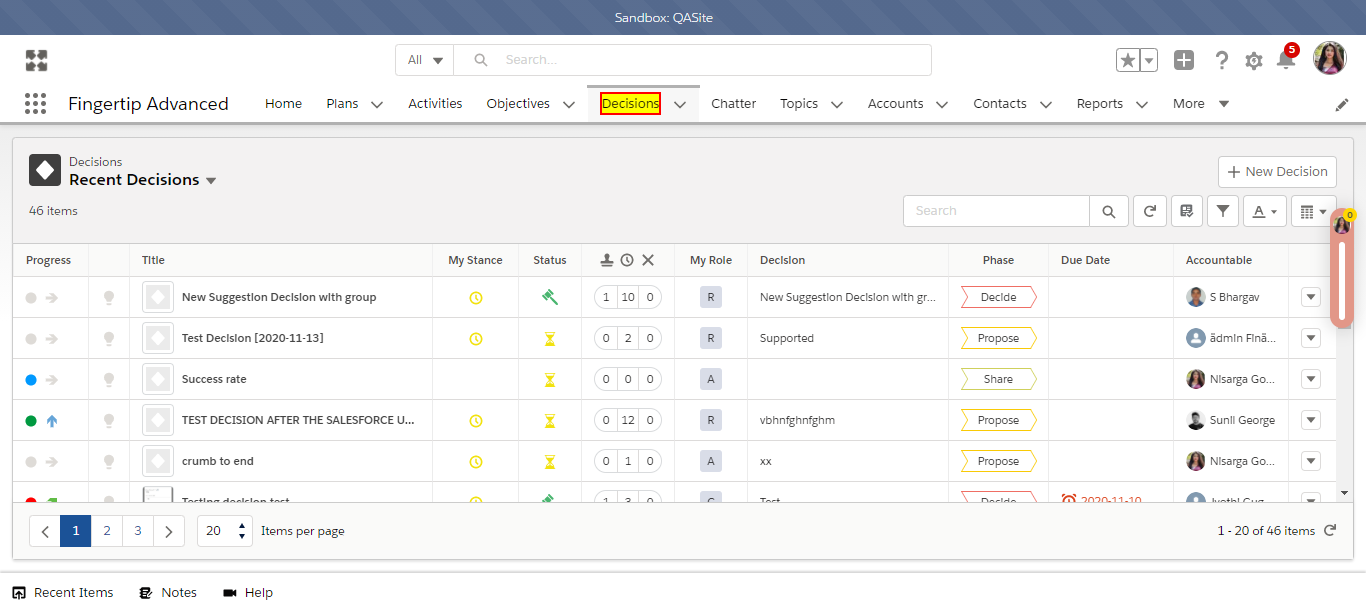 Sandbox: QASite
All Search... 5
Fingertip Advanced Home Plans Activities Objectives Decisions Chatter Topics Accounts Contacts Reports More
Decisions
Recent Decisions
New Decision
46 items
Search
A
0
Progress Title My Stance Status My Role Decision Phase Due Date Accountable
New Suggestion Decision with group 1 10 0 R New Suggestion Decision with gr... Decide S Bhargav
Test Decision [2020-11-13] 0 2 0 R Supported Propose ādmin Finā...
Success rate 0 0 0 A Share Nisarga Go...
TEST DECISION AFTER THE SALESFORCE U... 0 12 0 R vbhnfghnfghm Propose Sunil George
crumb to end 0 1 0 A xx Propose Nisarga Go...
Testing decision test 1 3 0 C Test Decide 2020-11-10
1 2 3 20 Items per page 1 - 20 of 46 items
Recent Items Notes Help